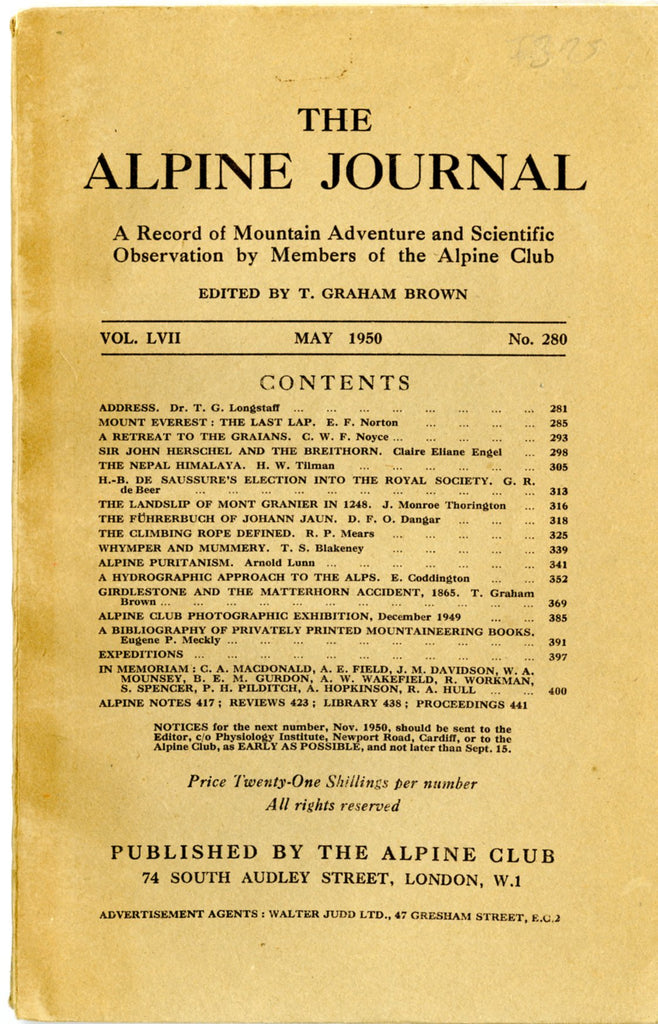 £3.75
THE
ALPINE JOURNAL
A Record of Mountain Adventure and Scientific
Observation by Members of the Alpine Club
EDITED BY T. GRAHAM BROWN
VOL. LVII MAY 1950 No. 280
CONTENTS
ADDRESS. Dr. T. G. Longstaff ... ... ... ... ... ... ... ... 281
MOUNT EVEREST : THE LAST LAP. E. F. Norton ... ... ... ... 285
A RETREAT TO THE GRAIANS. C. W. F. Noyce ... ... ... ... ... 293
SIR JOHN HERSCHEL AND THE BREITHORN. Claire Eliane Engel ... 298
THE NEPAL HIMALAYA. H. W. Tilman ... ... ... ... ... ... 305
H.-B. DE SAUSSURE'S ELECTION INTO THE ROYAL SOCIETY. G. R.
de Beer ... ... ... ... ... ... ... ... ... ... ... 313
THE LANDSLIP OF MONT GRANIER IN 1248. J. Monroe Thorington ... 316
THE FÜHRERBUCH OF JOHANN JAUN. D. F. O. Dangar ... ... ... 318
THE CLIMBING ROPE DEFINED. R. P. Mears ... ... ... ... ... 325
WHYMPER AND MUMMERY. T. S. Blakeney ... ... ... ... ... 339
ALPINE PURITANISM. Arnold Lunn ... ... ... ... ... ... ... 341
A HYDROGRAPHIC APPROACH TO THE ALPS. E. Coddington ... ... 352
GIRDLESTONE AND THE MATTERHORN ACCIDENT, 1865. T. Graham
Brown ... ... ... ... ... ... ... ... ... ... ... ... 369
ALPINE CLUB PHOTOGRAPHIC EXHIBITION, December 1949 ... ... 385
A BIBLIOGRAPHY OF PRIVATELY PRINTED MOUNTAINEERING BOOKS.
Eugene P. Meckly ... ... ... ... ... ... ... ... ... ... 391
EXPEDITIONS ... ... ... ... ... ... ... ... ... ... ... 397
IN MEMORIAM : C. A. MACDONALD, A. E. FIELD, J. M. DAVIDSON, W. A.
MOUNSEY, B. E. M. GURDON, A. W. WAKEFIELD, R. WORKMAN,
S. SPENCER, P. H. PILDITCH, A. HOPKINSON, R. A. HULL ... ... 400
ALPINE NOTES 417 ; REVIEWS 423 ; LIBRARY 438 ; PROCEEDINGS 441
NOTICES for the next number, Nov. 1950, should be sent to the
Editor, c/o Physiology Institute, Newport Road, Cardiff, or to the
Alpine Club, as EARLY AS POSSIBLE, and not later than Sept. 15.
Price Twenty-One Shillings per number
All rights reserved
PUBLISHED BY THE ALPINE CLUB
74 SOUTH AUDLEY STREET, LONDON, W.1
ADVERTISEMENT AGENTS : WALTER JUDD LTD., 47 GRESHAM STREET, E.C.2